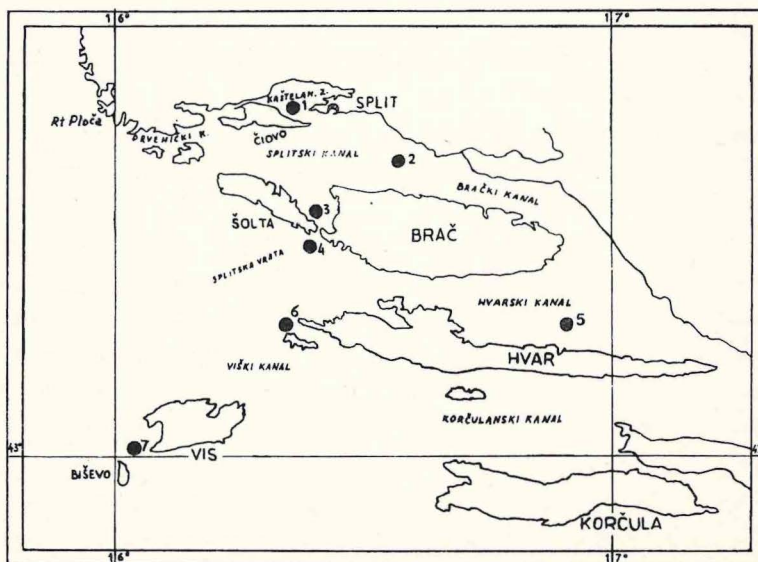 16° 17°
KAŠTELAN. Z.
1 SPLIT
Rt Ploča
DRVENIČKI K.
ČIOVO
SPLITSKI KANAL
2
BRAČKI KANAL
3
ŠOLTA
BRAČ
4
SPLITSKA VRATA
HVARSKI KANAL
6 5
HVAR
VIŠKI KANAL
KORČULANSKI KANAL
7
43°
VIS
BIŠEVO
KORČULA
16° 17°